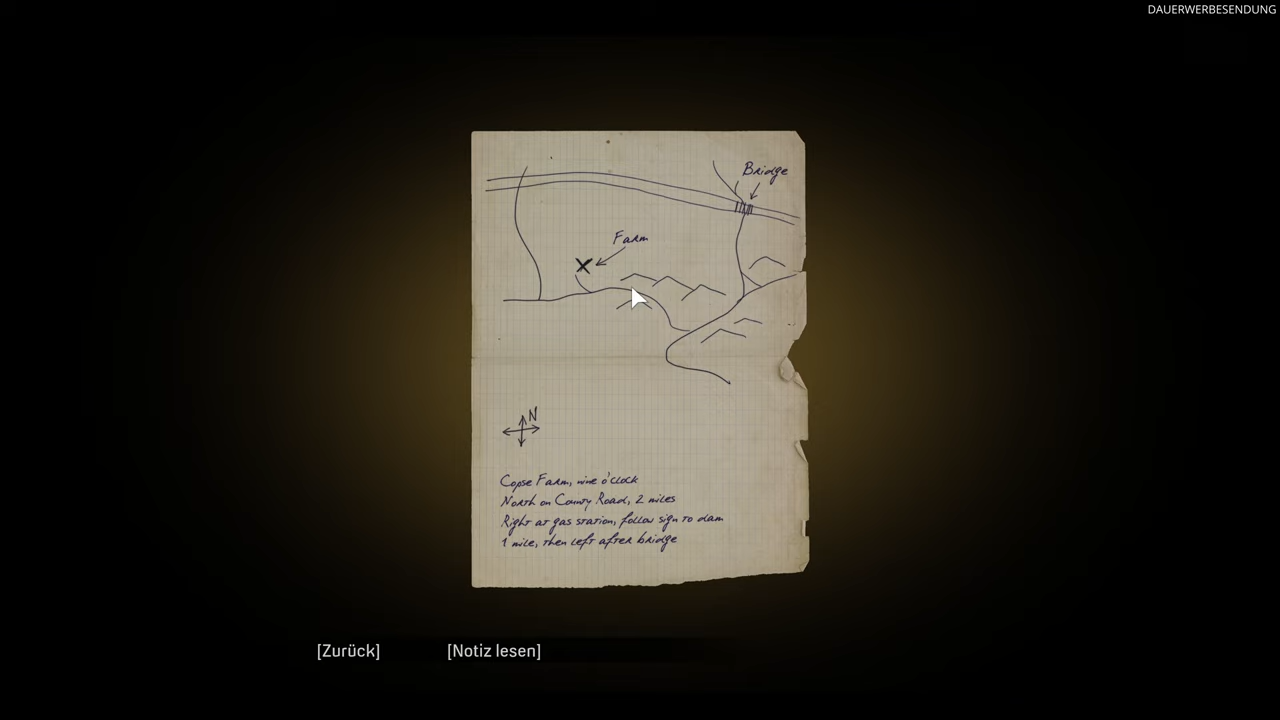 DAUERWERBESENDUNG
Bridge
Farm
N
Copse Farm, nine o'clock
North on County Road, 2 miles
Right at gas station, follow sign to dam
1 mile, then left after bridge
[Zurück]
[Notiz lesen]